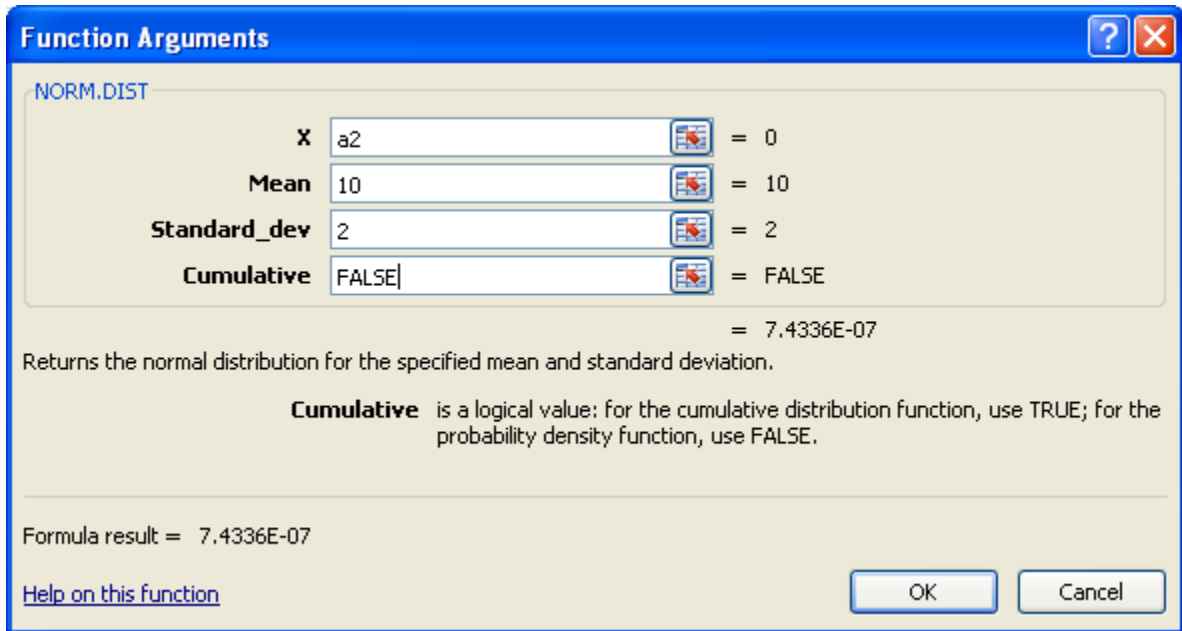 Function Arguments
NORM.DIST
X a2 = 0
Mean 10 = 10
Standard_dev 2 = 2
Cumulative FALSE = FALSE
= 7.4336E-07
Returns the normal distribution for the specified mean and standard deviation.
Cumulative is a logical value: for the cumulative distribution function, use TRUE; for the
probability density function, use FALSE.
Formula result = 7.4336E-07
Help on this function OK Cancel